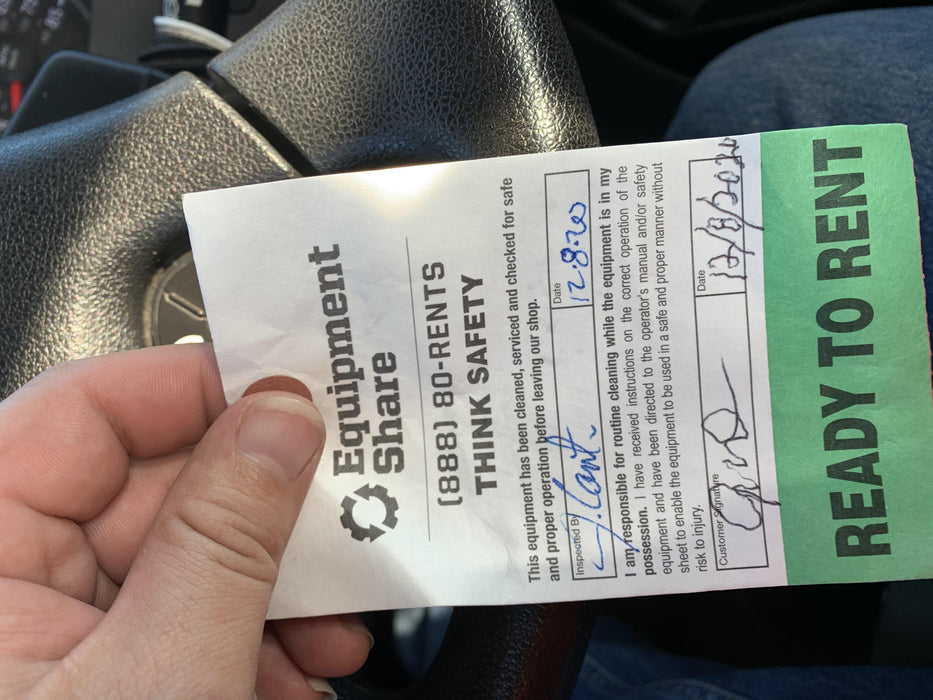 Equipment
Share
(888) 80-RENTS
THINK SAFETY
This equipment has been cleaned, serviced and checked for safe
and proper operation before leaving our shop.
Inspected By
Date
12·8·20
I am responsible for routine cleaning while the equipment is in my
possession. I have received instructions on the correct operation of the
equipment and have been directed to the operator's manual and/or safety
sheet to enable the equipment to be used in a safe and proper manner without
risk to injury.
Customer Signature
Date
12/8/2020
READY TO RENT